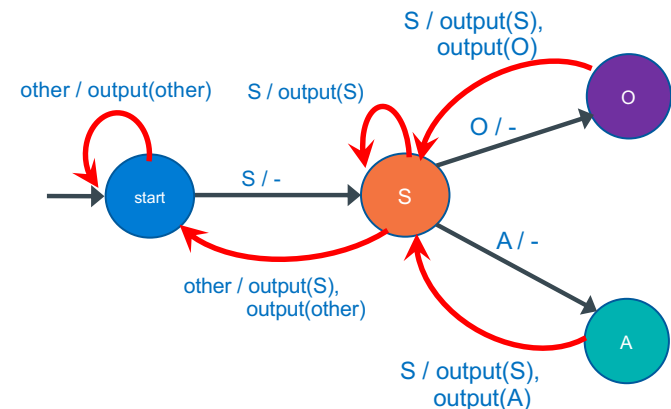 S / output(S),
output(O)
other / output(other)
S / output(S)
O
O / -
S / -
start
S
A / -
other / output(S),
output(other)
A
S / output(S),
output(A)